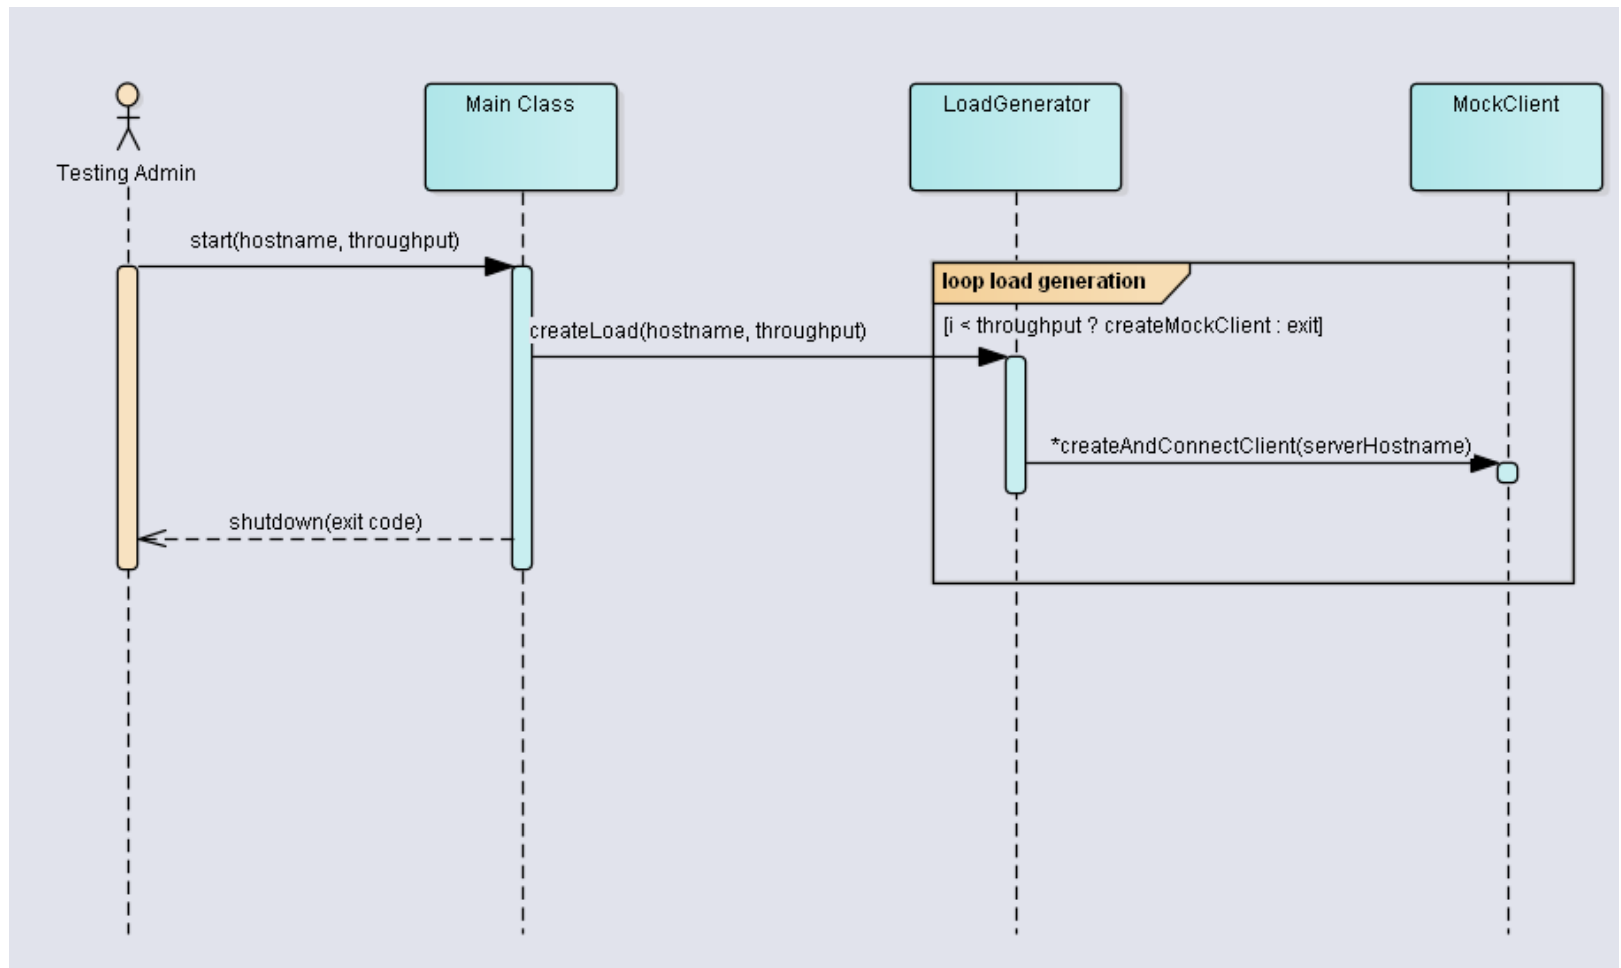 Main Class
LoadGenerator
MockClient
Testing Admin
start(hostname, throughput)
loop load generation
[i < throughput ? createMockClient : exit]
createLoad(hostname, throughput)
*createAndConnectClient(serverHostname)
shutdown(exit code)